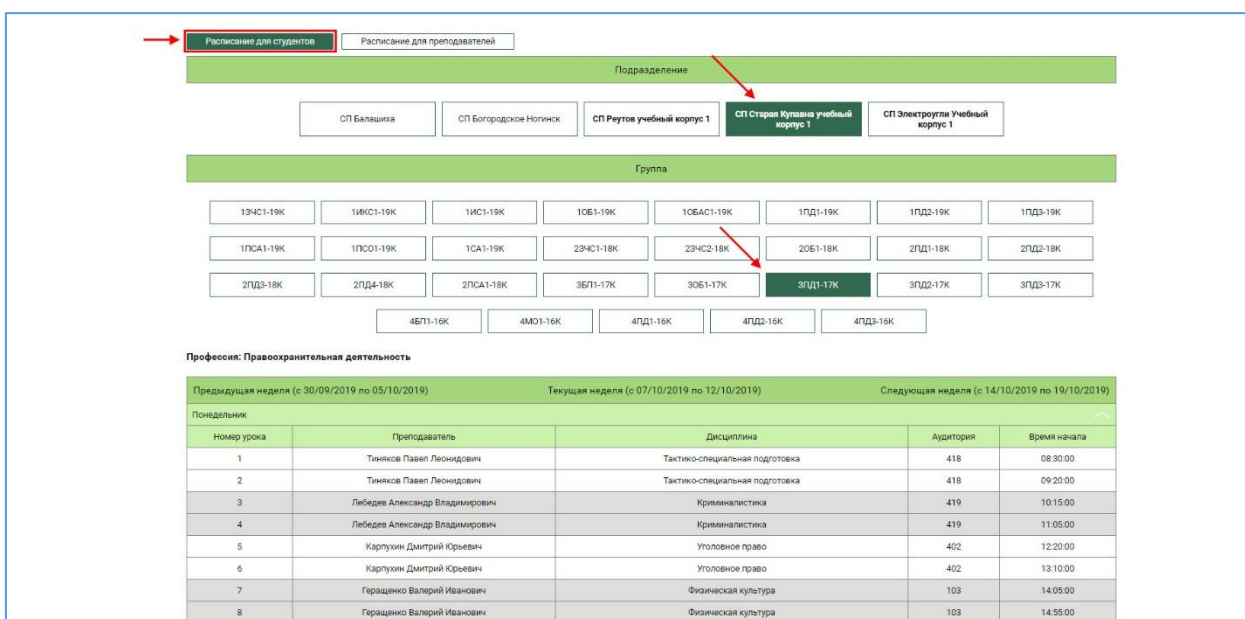 Расписание для студентов Расписание для преподавателей
Подразделение
СП Балашиха СП Богородское Ногинск СП Реутов учебный корпус 1 СП Старая Купавна учебный корпус 1 СП Электроугли Учебный корпус 1
Группа
1ЗЧС1-19К 1ИКС1-19К 1ИС1-19К 1ОБ1-19К 1ОБАС1-19К 1ПД1-19К 1ПД2-19К 1ПД3-19К
1ПСА1-19К 1ПСО1-19К 1СА1-19К 2ЗЧС1-18К 2ЗЧС2-18К 2ОБ1-18К 2ПД1-18К 2ПД2-18К
2ПД3-18К 2ПД4-18К 2ПСА1-18К 3БП1-17К 3ОБ1-17К 3ПД1-17К 3ПД2-17К 3ПД3-17К
4БП1-16К 4МО1-16К 4ПД1-16К 4ПД2-16К 4ПД3-16К
Профессия: Правоохранительная деятельность
Предыдущая неделя (с 30/09/2019 по 05/10/2019) Текущая неделя (с 07/10/2019 по 12/10/2019) Следующая неделя (с 14/10/2019 по 19/10/2019)
Понедельник
Номер урока Преподаватель Дисциплина Аудитория Время начала
1 Тиняков Павел Леонидович Тактико-специальная подготовка 418 08:30:00
2 Тиняков Павел Леонидович Тактико-специальная подготовка 418 09:20:00
3 Лебедев Александр Владимирович Криминалистика 419 10:15:00
4 Лебедев Александр Владимирович Криминалистика 419 11:05:00
5 Карпухин Дмитрий Юрьевич Уголовное право 402 12:20:00
6 Карпухин Дмитрий Юрьевич Уголовное право 402 13:10:00
7 Геращенко Валерий Иванович Физическая культура 103 14:05:00
8 Геращенко Валерий Иванович Физическая культура 103 14:55:00